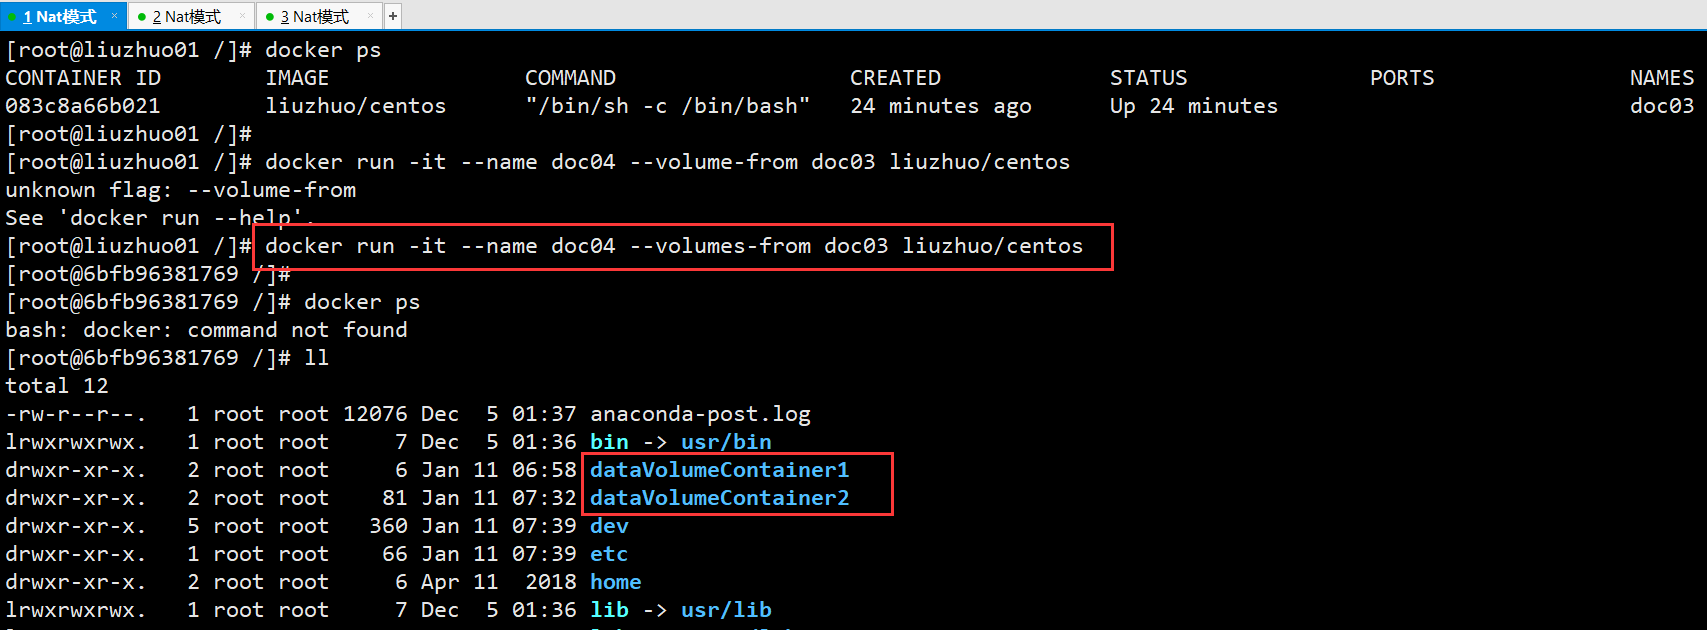 1 Nat模式 × 2 Nat模式 × 3 Nat模式 × +
[root@liuzhuo01 /]# docker ps
CONTAINER ID IMAGE COMMAND CREATED STATUS PORTS NAMES
083c8a66b021 liuzhuo/centos "/bin/sh -c /bin/bash" 24 minutes ago Up 24 minutes doc03
[root@liuzhuo01 /]#
[root@liuzhuo01 /]# docker run -it --name doc04 --volume-from doc03 liuzhuo/centos
unknown flag: --volume-from
See 'docker run --help'.
[root@liuzhuo01 /]# docker run -it --name doc04 --volumes-from doc03 liuzhuo/centos
[root@6bfb96381769 /]#
[root@6bfb96381769 /]# docker ps
bash: docker: command not found
[root@6bfb96381769 /]# ll
total 12
-rw-r--r--. 1 root root 12076 Dec 5 01:37 anaconda-post.log
lrwxrwxrwx. 1 root root 7 Dec 5 01:36 bin -> usr/bin
drwxr-xr-x. 2 root root 6 Jan 11 06:58 dataVolumeContainer1
drwxr-xr-x. 2 root root 81 Jan 11 07:32 dataVolumeContainer2
drwxr-xr-x. 5 root root 360 Jan 11 07:39 dev
drwxr-xr-x. 1 root root 66 Jan 11 07:39 etc
drwxr-xr-x. 2 root root 6 Apr 11 2018 home
lrwxrwxrwx. 1 root root 7 Dec 5 01:36 lib -> usr/lib